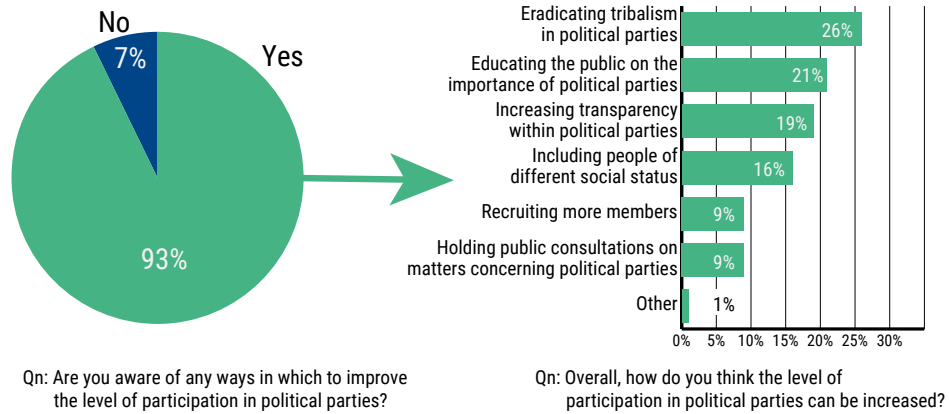 No
7%
Yes
93%
Qn: Are you aware of any ways in which to improve
the level of participation in political parties?
Eradicating tribalism
in political parties
26%
Educating the public on the
importance of political parties
21%
Increasing transparency
within political parties
19%
Including people of
different social status
16%
Recruiting more members
9%
Holding public consultations on
matters concerning political parties
9%
Other
1%
0% 5% 10% 15% 20% 25% 30%
Qn: Overall, how do you think the level of
participation in political parties can be increased?